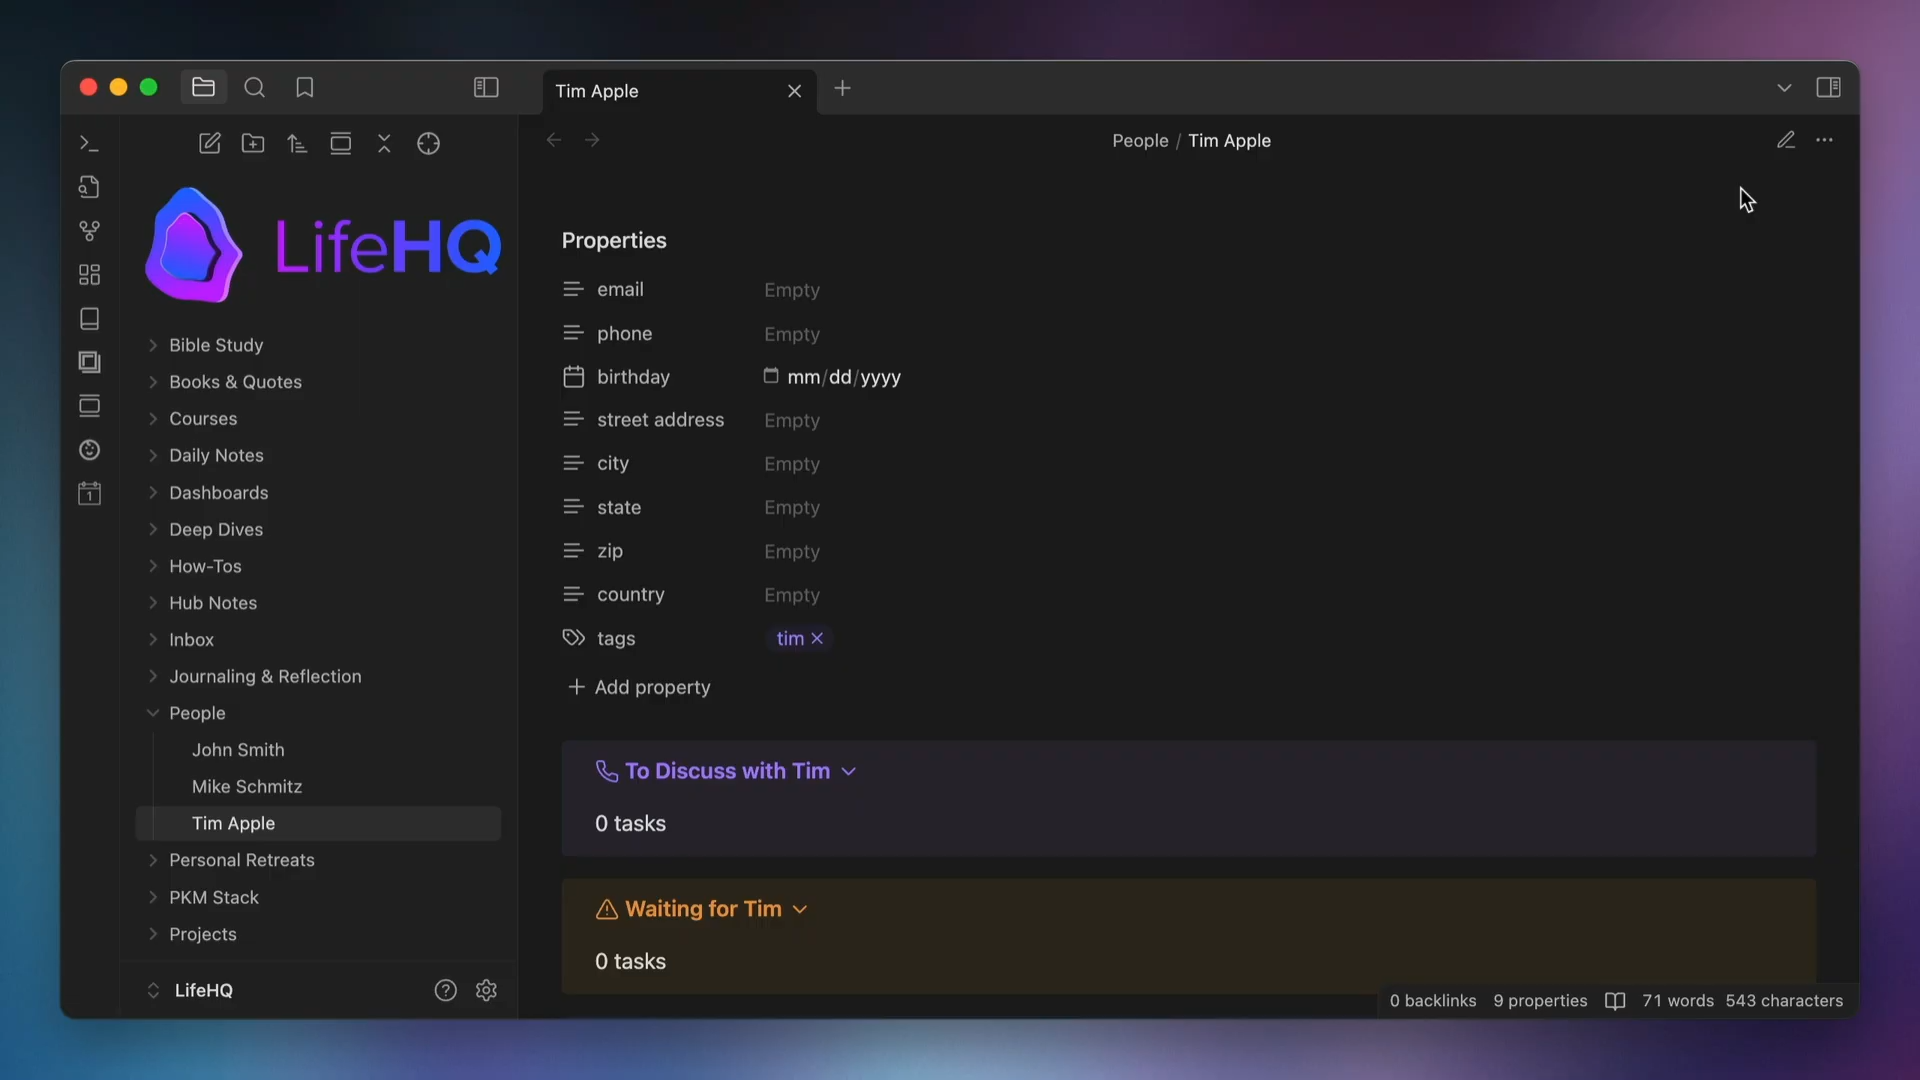 Tim Apple
People / Tim Apple
LifeHQ
Bible Study
Books & Quotes
Courses
Daily Notes
Dashboards
Deep Dives
How-Tos
Hub Notes
Inbox
Journaling & Reflection
People
John Smith
Mike Schmitz
Tim Apple
Personal Retreats
PKM Stack
Projects
LifeHQ
1
Properties
email Empty
phone Empty
birthday mm/dd/yyyy
street address Empty
city Empty
state Empty
zip Empty
country Empty
tags tim
Add property
To Discuss with Tim
0 tasks
Waiting for Tim
0 tasks
0 backlinks 9 properties 71 words 543 characters